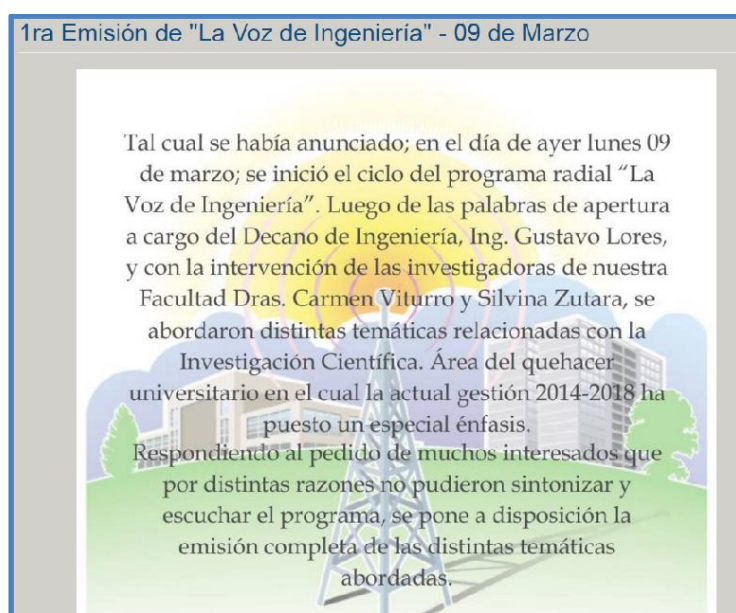 1ra Emisión de "La Voz de Ingeniería" - 09 de Marzo
Tal cual se había anunciado; en el día de ayer lunes 09
de marzo; se inició el ciclo del programa radial “La
Voz de Ingeniería”. Luego de las palabras de apertura
a cargo del Decano de Ingeniería, Ing. Gustavo Lores,
y con la intervención de las investigadoras de nuestra
Facultad Dras. Carmen Viturro y Silvina Zutara, se
abordaron distintas temáticas relacionadas con la
Investigación Científica. Área del quehacer
universitario en el cual la actual gestión 2014-2018 ha
puesto un especial énfasis.
Respondiendo al pedido de muchos interesados que
por distintas razones no pudieron sintonizar y
escuchar el programa, se pone a disposición la
emisión completa de las distintas temáticas
abordadas.